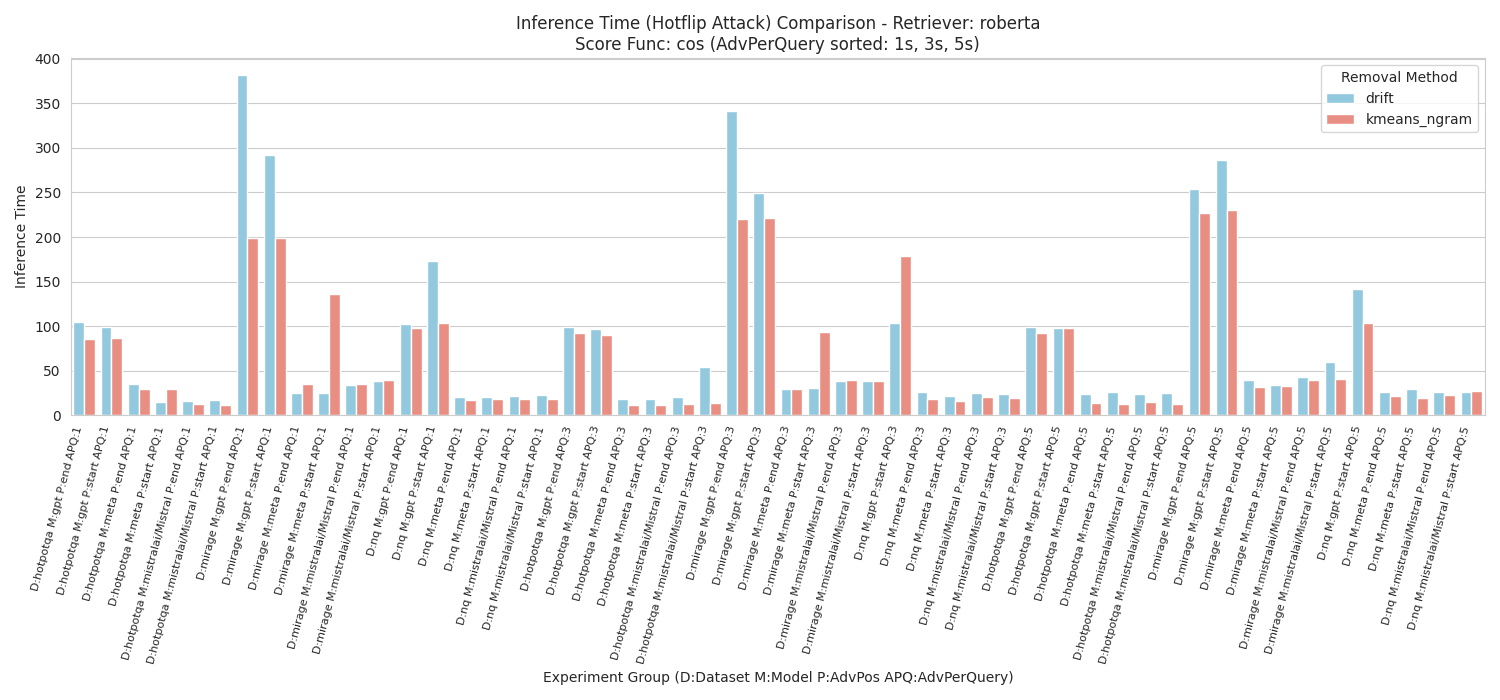 Inference Time (Hotflip Attack) Comparison - Retriever: roberta
Score Func: cos (AdvPerQuery sorted: 1s, 3s, 5s)
Removal Method
drift
kmeans_ngram
Inference Time
400
350
300
250
200
150
100
50
0
D:hotpotqa M:gpt P:end APQ:1
D:hotpotqa M:gpt P:start APQ:1
D:hotpotqa M:meta P:end APQ:1
D:hotpotqa M:meta P:start APQ:1
D:hotpotqa M:mistralai/Mistral P:end APQ:1
D:hotpotqa M:mistralai/Mistral P:start APQ:1
D:mirage M:gpt P:end APQ:1
D:mirage M:gpt P:start APQ:1
D:mirage M:meta P:end APQ:1
D:mirage M:meta P:start APQ:1
D:mirage M:mistralai/Mistral P:end APQ:1
D:mirage M:mistralai/Mistral P:start APQ:1
D:nq M:gpt P:end APQ:1
D:nq M:gpt P:start APQ:1
D:nq M:meta P:end APQ:1
D:nq M:meta P:start APQ:1
D:nq M:mistralai/Mistral P:end APQ:1
D:nq M:mistralai/Mistral P:start APQ:1
D:hotpotqa M:gpt P:end APQ:3
D:hotpotqa M:gpt P:start APQ:3
D:hotpotqa M:meta P:end APQ:3
D:hotpotqa M:meta P:start APQ:3
D:hotpotqa M:mistralai/Mistral P:end APQ:3
D:hotpotqa M:mistralai/Mistral P:start APQ:3
D:mirage M:gpt P:end APQ:3
D:mirage M:gpt P:start APQ:3
D:mirage M:meta P:end APQ:3
D:mirage M:meta P:start APQ:3
D:mirage M:mistralai/Mistral P:end APQ:3
D:mirage M:mistralai/Mistral P:start APQ:3
D:nq M:gpt P:start APQ:3
D:nq M:meta P:end APQ:3
D:nq M:meta P:start APQ:3
D:nq M:mistralai/Mistral P:end APQ:3
D:nq M:mistralai/Mistral P:start APQ:3
D:hotpotqa M:gpt P:end APQ:5
D:hotpotqa M:gpt P:start APQ:5
D:hotpotqa M:meta P:end APQ:5
D:hotpotqa M:meta P:start APQ:5
D:hotpotqa M:mistralai/Mistral P:end APQ:5
D:hotpotqa M:mistralai/Mistral P:start APQ:5
D:mirage M:gpt P:end APQ:5
D:mirage M:gpt P:start APQ:5
D:mirage M:meta P:end APQ:5
D:mirage M:meta P:start APQ:5
D:mirage M:mistralai/Mistral P:end APQ:5
D:mirage M:mistralai/Mistral P:start APQ:5
D:nq M:gpt P:start APQ:5
D:nq M:meta P:end APQ:5
D:nq M:meta P:start APQ:5
D:nq M:mistralai/Mistral P:end APQ:5
D:nq M:mistralai/Mistral P:start APQ:5
Experiment Group (D:Dataset M:Model P:AdvPos APQ:AdvPerQuery)